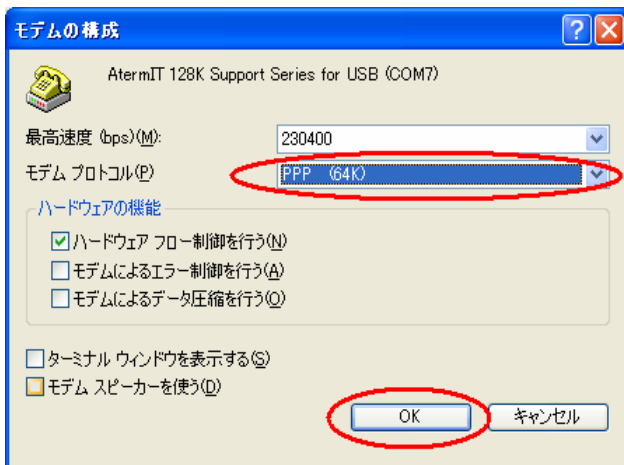 モデムの構成
AtermIT 128K Support Series for USB (COM7)
最高速度 (bps)(M): 230400
モデム プロトコル(P) PPP (64K)
ハードウェアの機能
ハードウェア フロー制御を行う(N)
モデムによるエラー制御を行う(A)
モデムによるデータ圧縮を行う(O)
ターミナル ウィンドウを表示する(S)
モデム スピーカーを使う(D)
OK キャンセル